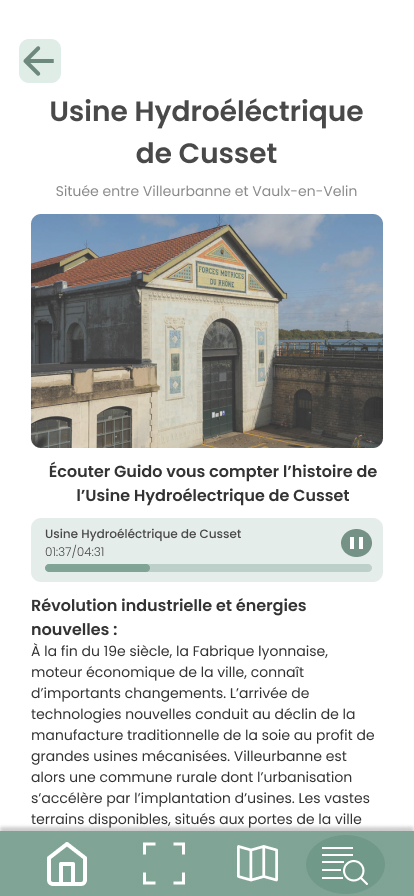 Usine Hydroéléctrique
de Cusset
Située entre Villeurbanne et Vaulx-en-Velin
FORCES MOTRICES
DU RHÔNE
Écouter Guido vous compter l’histoire de
l’Usine Hydroélectrique de Cusset
Usine Hydroéléctrique de Cusset
01:37/04:31
Révolution industrielle et énergies
nouvelles :
À la fin du 19e siècle, la Fabrique lyonnaise,
moteur économique de la ville, connaît
d’importants changements. L’arrivée de
technologies nouvelles conduit au déclin de la
manufacture traditionnelle de la soie au profit de
grandes usines mécanisées. Villeurbanne est
alors une commune rurale dont l’urbanisation
s’accélère par l’implantation d’usines. Les vastes
terrains disponibles, situés aux portes de la ville